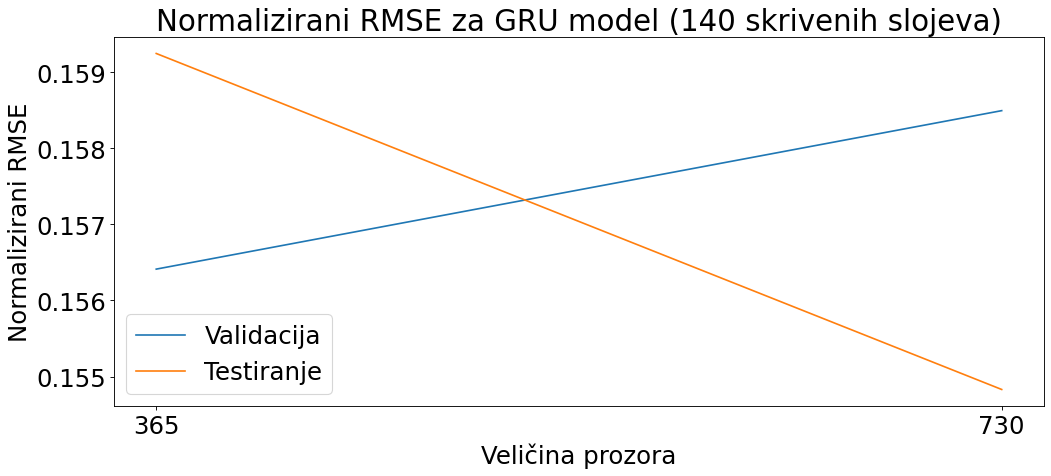 Normalizirani RMSE za GRU model (140 skrivenih slojeva)
Normalizirani RMSE
0.159
0.158
0.157
0.156
0.155
Validacija
Testiranje
365
730
Veličina prozora